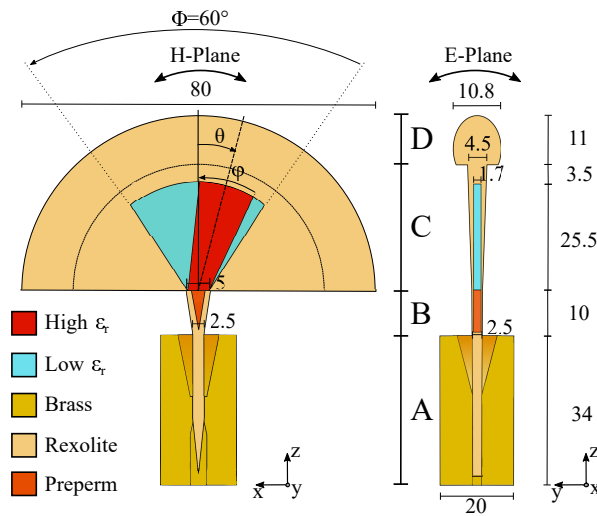 Φ=60°
H-Plane
80
θ
φ
5
2.5
High εr
Low εr
Brass
Rexolite
Preperm
z
x
y
E-Plane
10.8
D
4.5
11
1.7
3.5
C
25.5
B
10
2.5
A
34
20
z
y
x